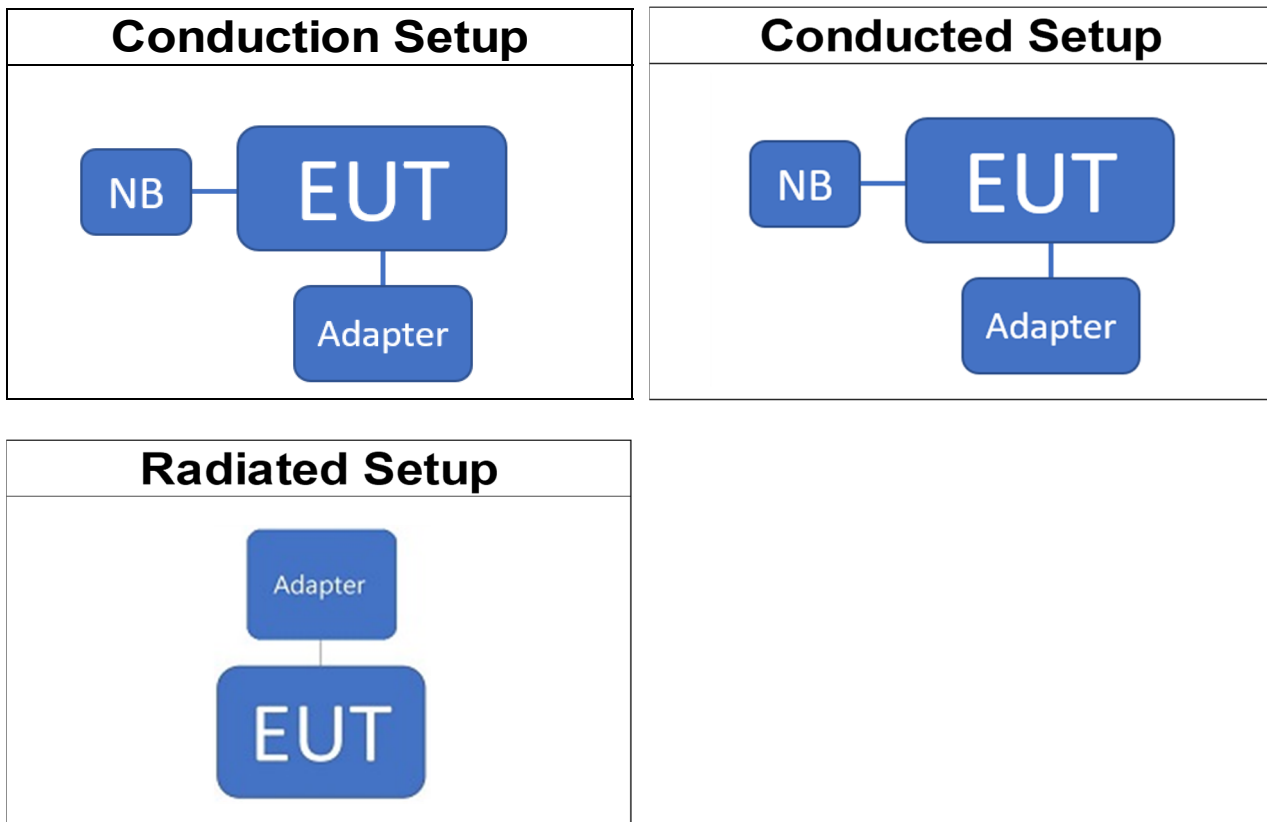 Conduction Setup
NB
EUT
Adapter
Conducted Setup
NB
EUT
Adapter
Radiated Setup
Adapter
EUT